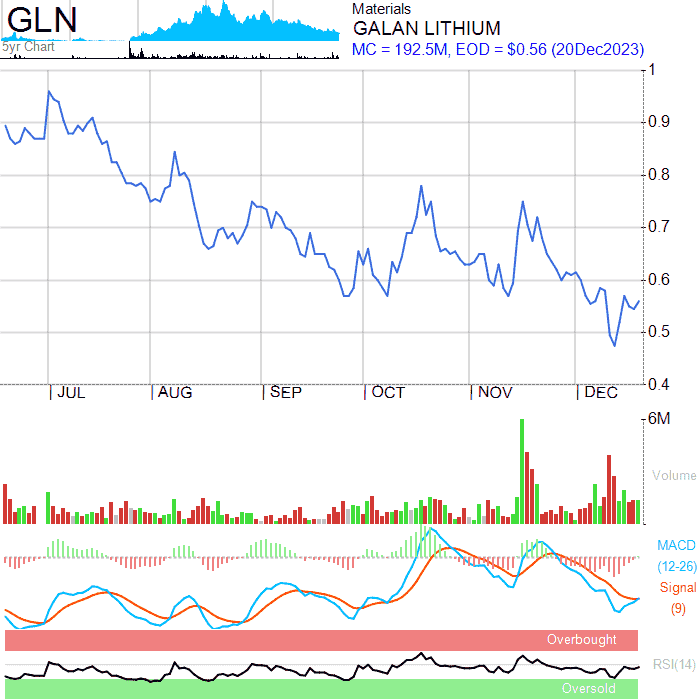 GLN
5yr Chart
Materials
GALAN LITHIUM
MC = 192.5M, EOD = $0.56 (20Dec2023)
1
0.9
0.8
0.7
0.6
0.5
0.4
JUL AUG SEP OCT NOV DEC
6M
Volume
MACD
(12-26)
Signal
(9)
Overbought
RSI(14)
Oversold